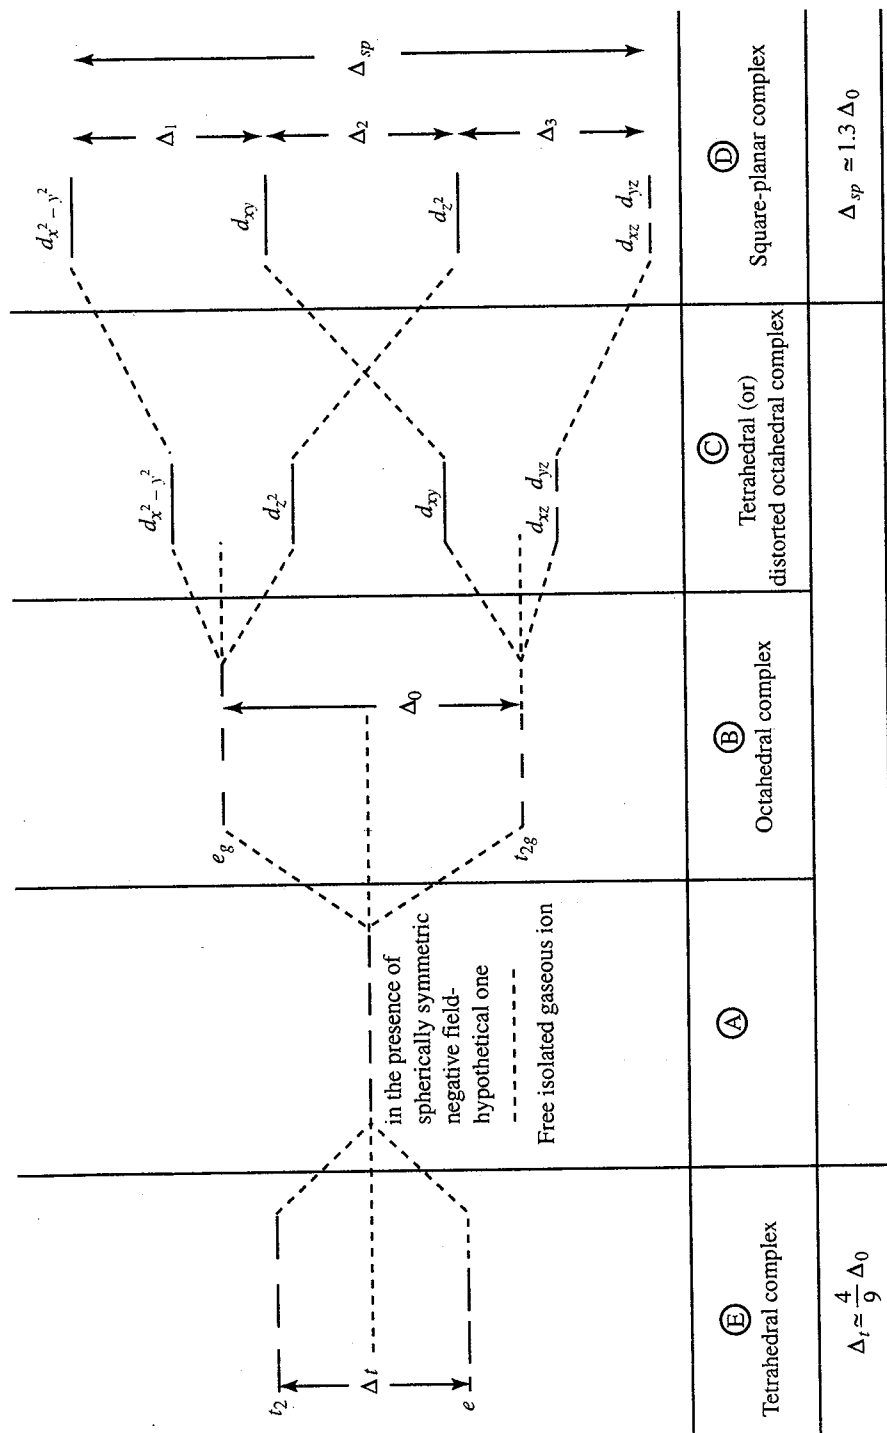 t2
Δt
e
in the presence of
spherically symmetric
negative field-
hypothetical one
Free isolated gaseous ion
eg
Δ0
t2g
dx2 – y2
dz2
dxy
dxz dyz
dx2 – y2
dxy
dz2
dxz dyz
Δ1
Δ2
Δ3
Δsp
E
Tetrahedral complex
A
B
Octahedral complex
C
Tetrahedral (or)
distorted octahedral complex
D
Square-planar complex
Δt ≃ 4/9 Δ0
Δsp ≃ 1.3 Δ0